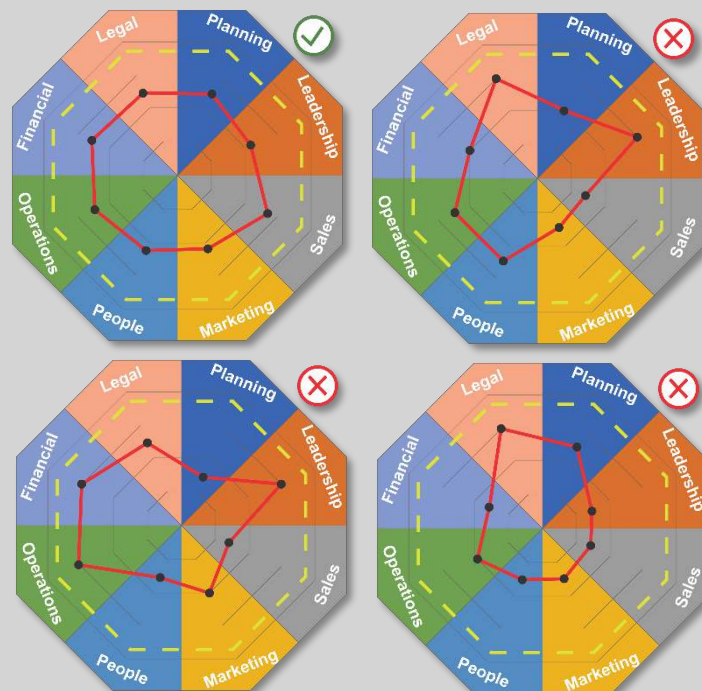 Legal
Planning
Leadership
Sales
Marketing
People
Operations
Financial
Legal
Planning
Leadership
Sales
Marketing
People
Operations
Financial
Legal
Planning
Leadership
Sales
Marketing
People
Operations
Financial
Legal
Planning
Leadership
Sales
Marketing
People
Operations
Financial